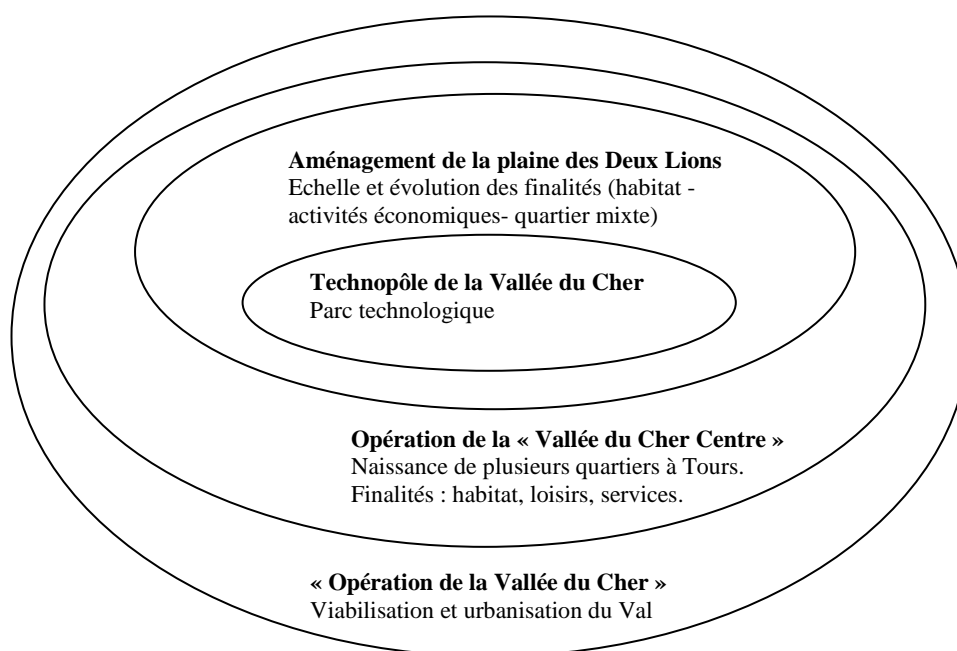 Aménagement de la plaine des Deux Lions
Echelle et évolution des finalités (habitat -
activités économiques- quartier mixte)
Technopôle de la Vallée du Cher
Parc technologique
Opération de la « Vallée du Cher Centre »
Naissance de plusieurs quartiers à Tours.
Finalités : habitat, loisirs, services.
« Opération de la Vallée du Cher »
Viabilisation et urbanisation du Val